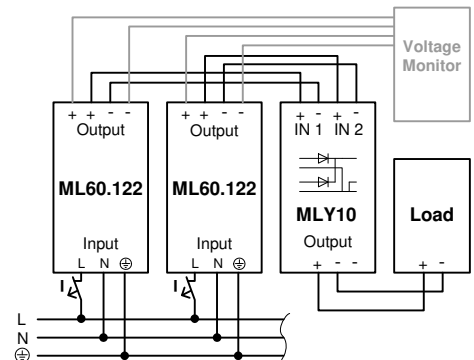 Voltage
Monitor
+ + - -
Output
ML60.122
Input
L N ⏚
I
+ + - -
Output
ML60.122
Input
L N ⏚
I
+ - + -
IN 1 IN 2
MLY10
Output
+ - -
Load
+ -
L
N
⏚